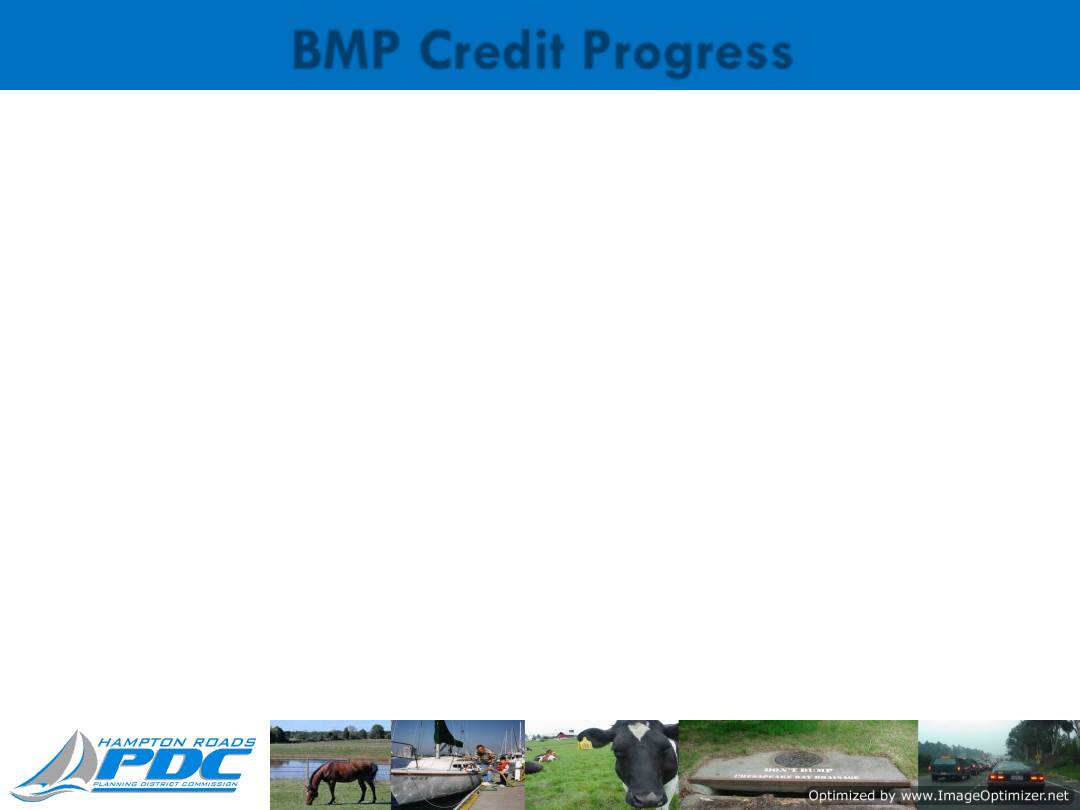 BMP Credit Progress
HAMPTON ROADS
PDC
PLANNING DISTRICT COMMISSION
DON'T DUMP
CHESAPEAKE BAY DRAINAGE
Optimized by www.ImageOptimizer.net